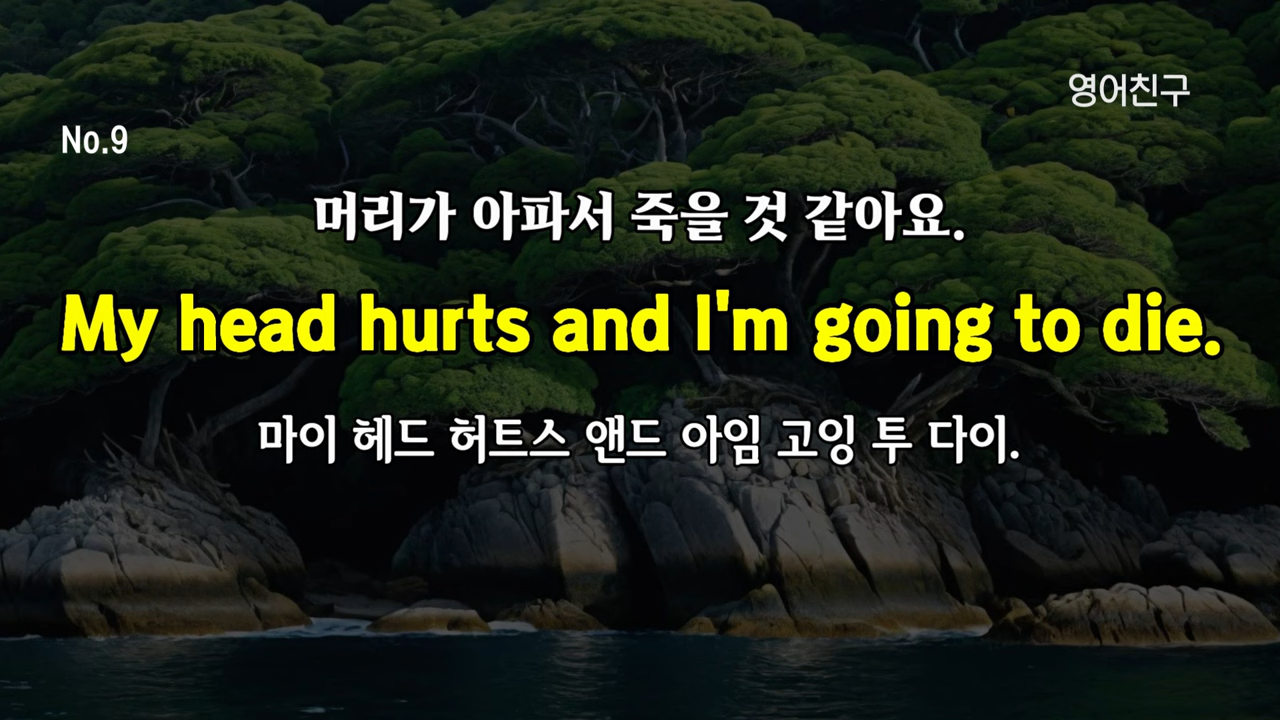 영어친구
No.9
머리가 아파서 죽을 것 같아요.
My head hurts and I'm going to die.
마이 헤드 허트스 앤드 아임 고잉 투 다이.